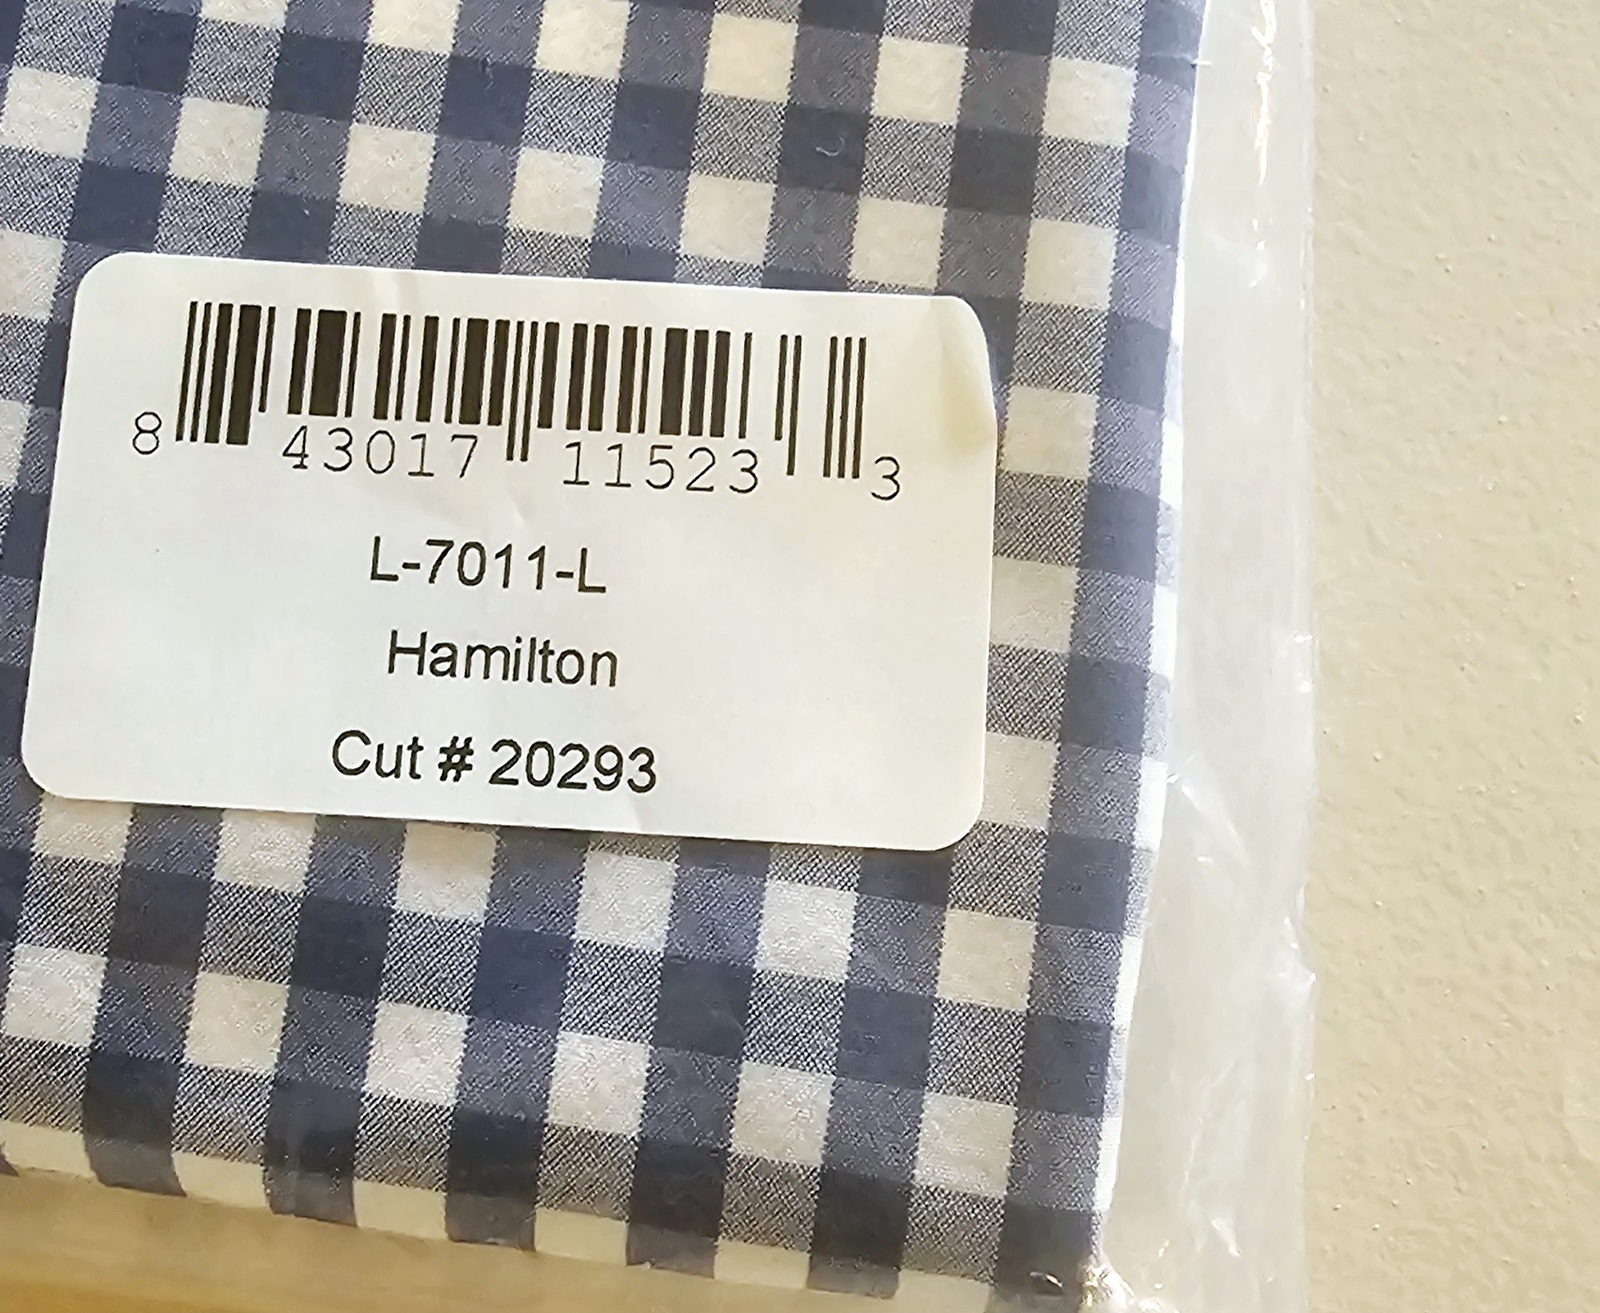 8 43017 11523 3
L-7011-L
Hamilton
Cut # 20293